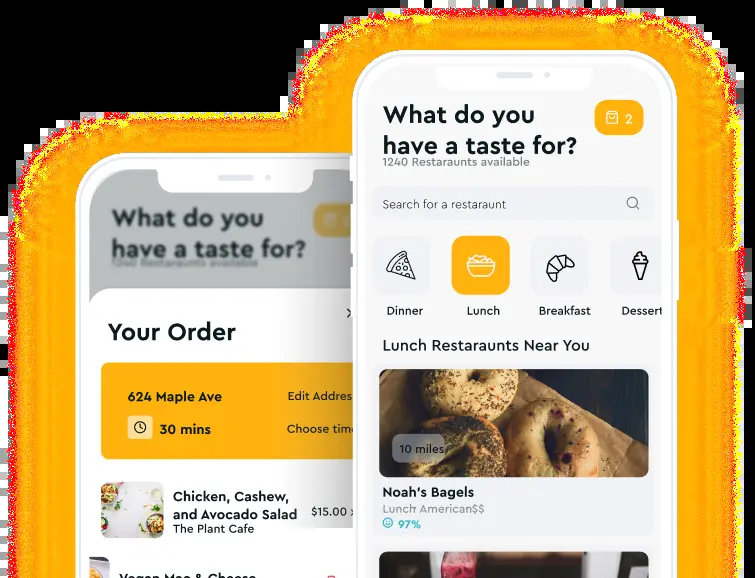 What do you
have a taste for?
1240 Restaraunts available
2
Search for a restaraunt
Dinner
Lunch
Breakfast
Dessert
Lunch Restaraunts Near You
10 miles
Noah's Bagels
Lunch American$$
97%
What do you
have a taste for?
1240 Restaraunts available
Your Order
624 Maple Ave
Edit Addres
30 mins
Choose time
Chicken, Cashew,
and Avocado Salad
$15.00
The Plant Cafe
Vegan Mac & Cheese